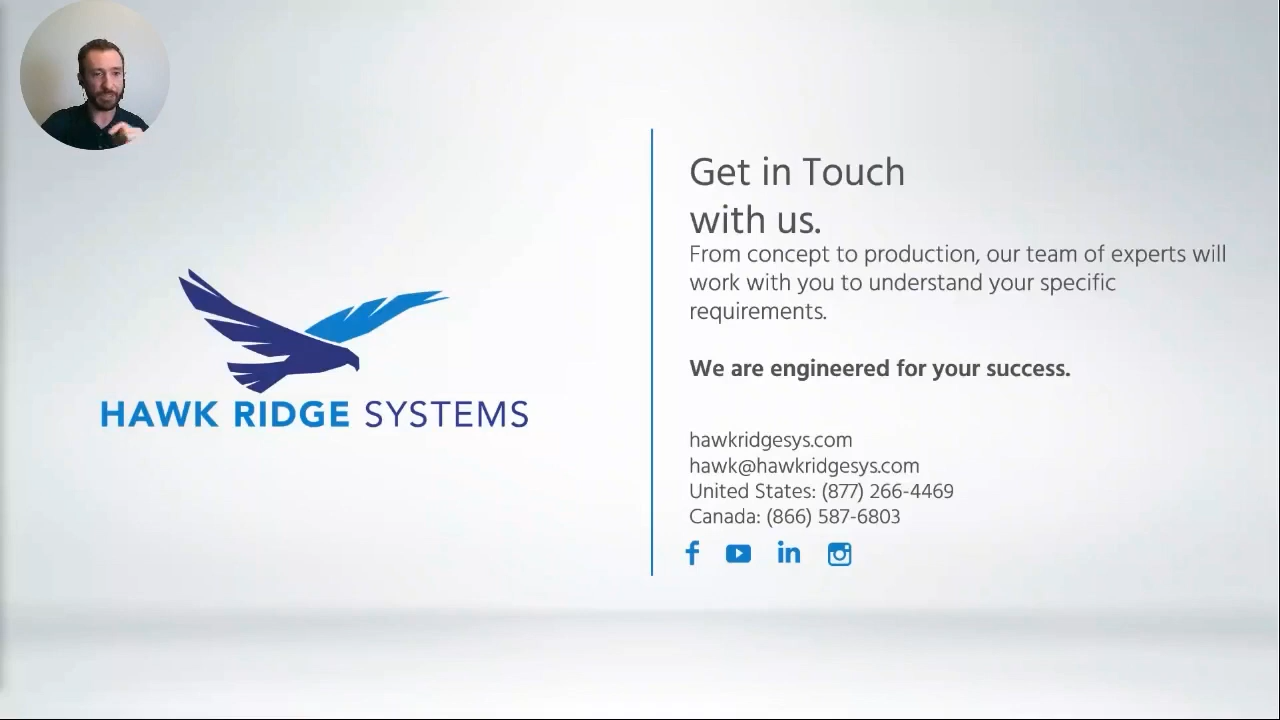 Get in Touch
with us.
From concept to production, our team of experts will
work with you to understand your specific
requirements.
We are engineered for your success.
HAWK RIDGE SYSTEMS
hawkridgesys.com
hawk@hawkridgesys.com
United States: (877) 266-4469
Canada: (866) 587-6803